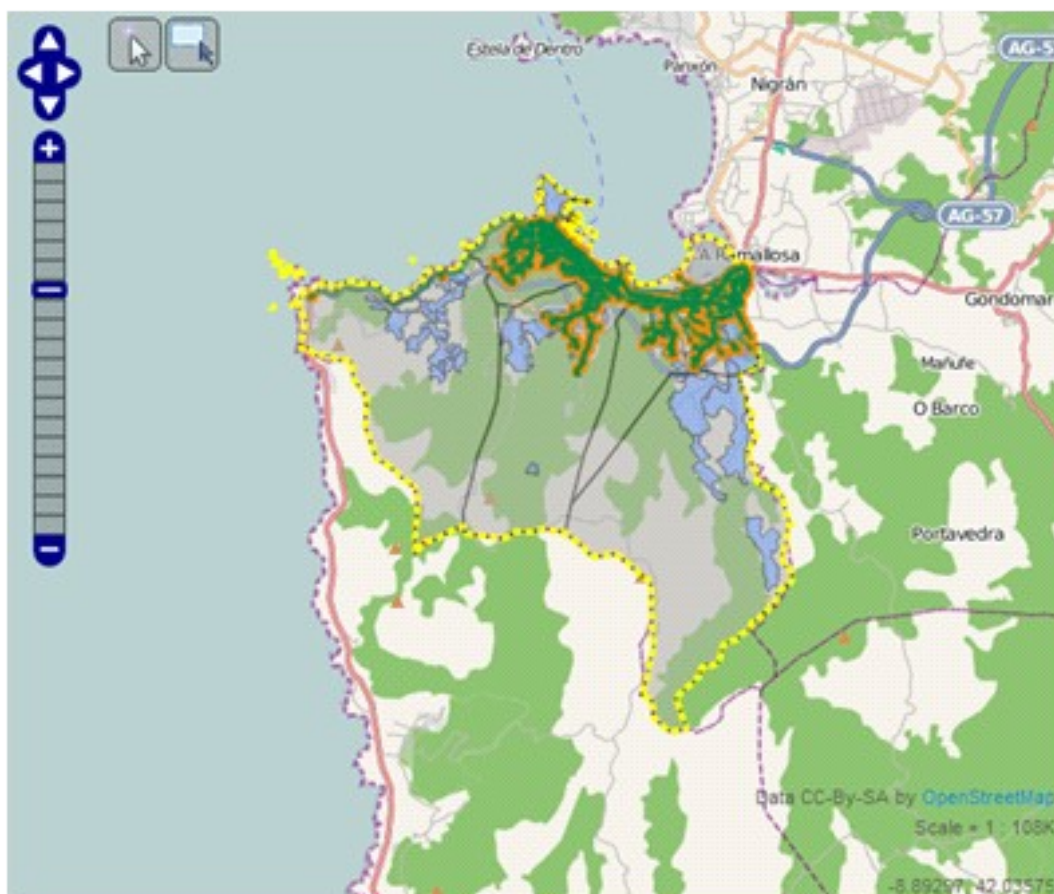 Estela de Dentro
Panxón
Nigrán
AG-5
AG-57
A Ramallosa
Gondomar
Mañufe
O Barco
Portavedra
Data CC-By-SA by OpenStreetMap
Scale = 1 : 108K
-8.89297, 42.03575